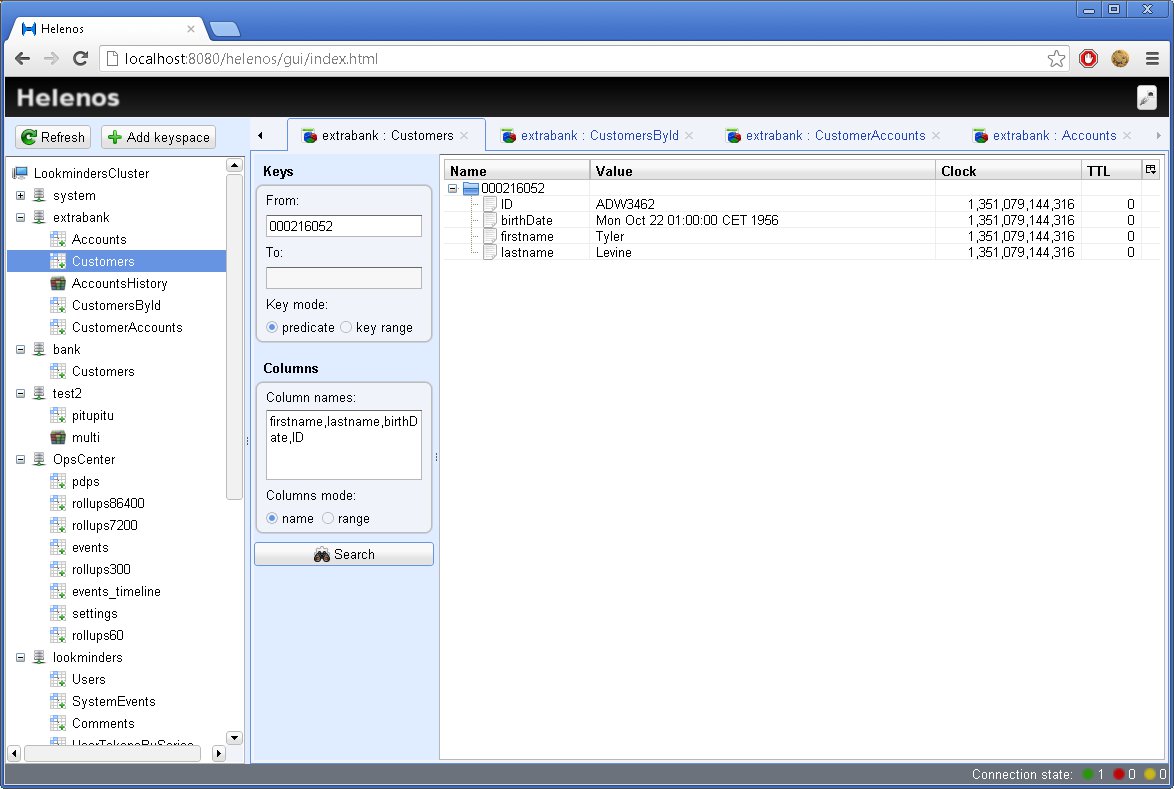 Helenos
localhost:8080/helenos/gui/index.html
Helenos
Refresh
Add keyspace
LookmindersCluster
system
extrabank
Accounts
Customers
AccountsHistory
CustomersById
CustomerAccounts
bank
Customers
test2
pitupitu
multi
OpsCenter
pdps
rollups86400
rollups7200
events
rollups300
events_timeline
settings
rollups60
lookminders
Users
SystemEvents
Comments
UserTokensBySeries
extrabank : Customers
extrabank : CustomersById
extrabank : CustomerAccounts
extrabank : Accounts
Keys
From:
000216052
To:
Key mode:
predicate key range
Columns
Column names:
firstname,lastname,birthD
ate,ID
Columns mode:
name range
Search
Name Value Clock TTL
000216052
ID ADW3462 1,351,079,144,316 0
birthDate Mon Oct 22 01:00:00 CET 1956 1,351,079,144,316 0
firstname Tyler 1,351,079,144,316 0
lastname Levine 1,351,079,144,316 0
Connection state: 1 0 0